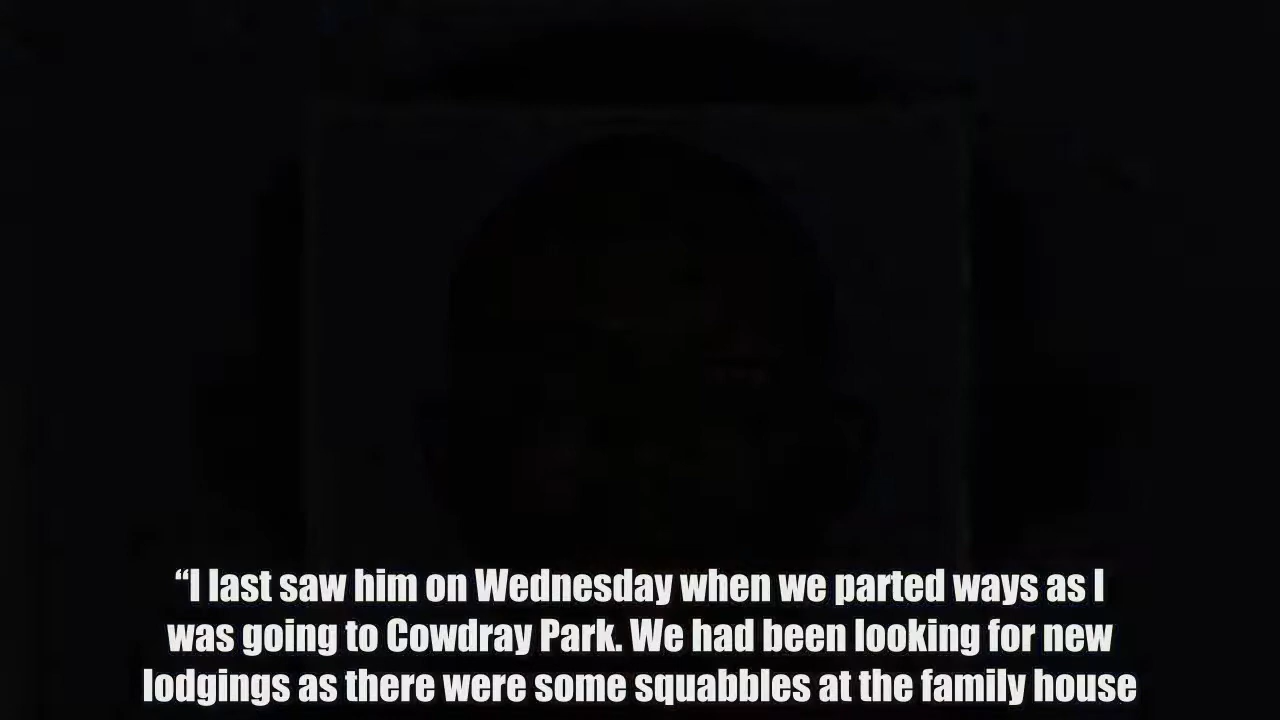 “I last saw him on Wednesday when we parted ways as I
was going to Cowdray Park. We had been looking for new
lodgings as there were some squabbles at the family house